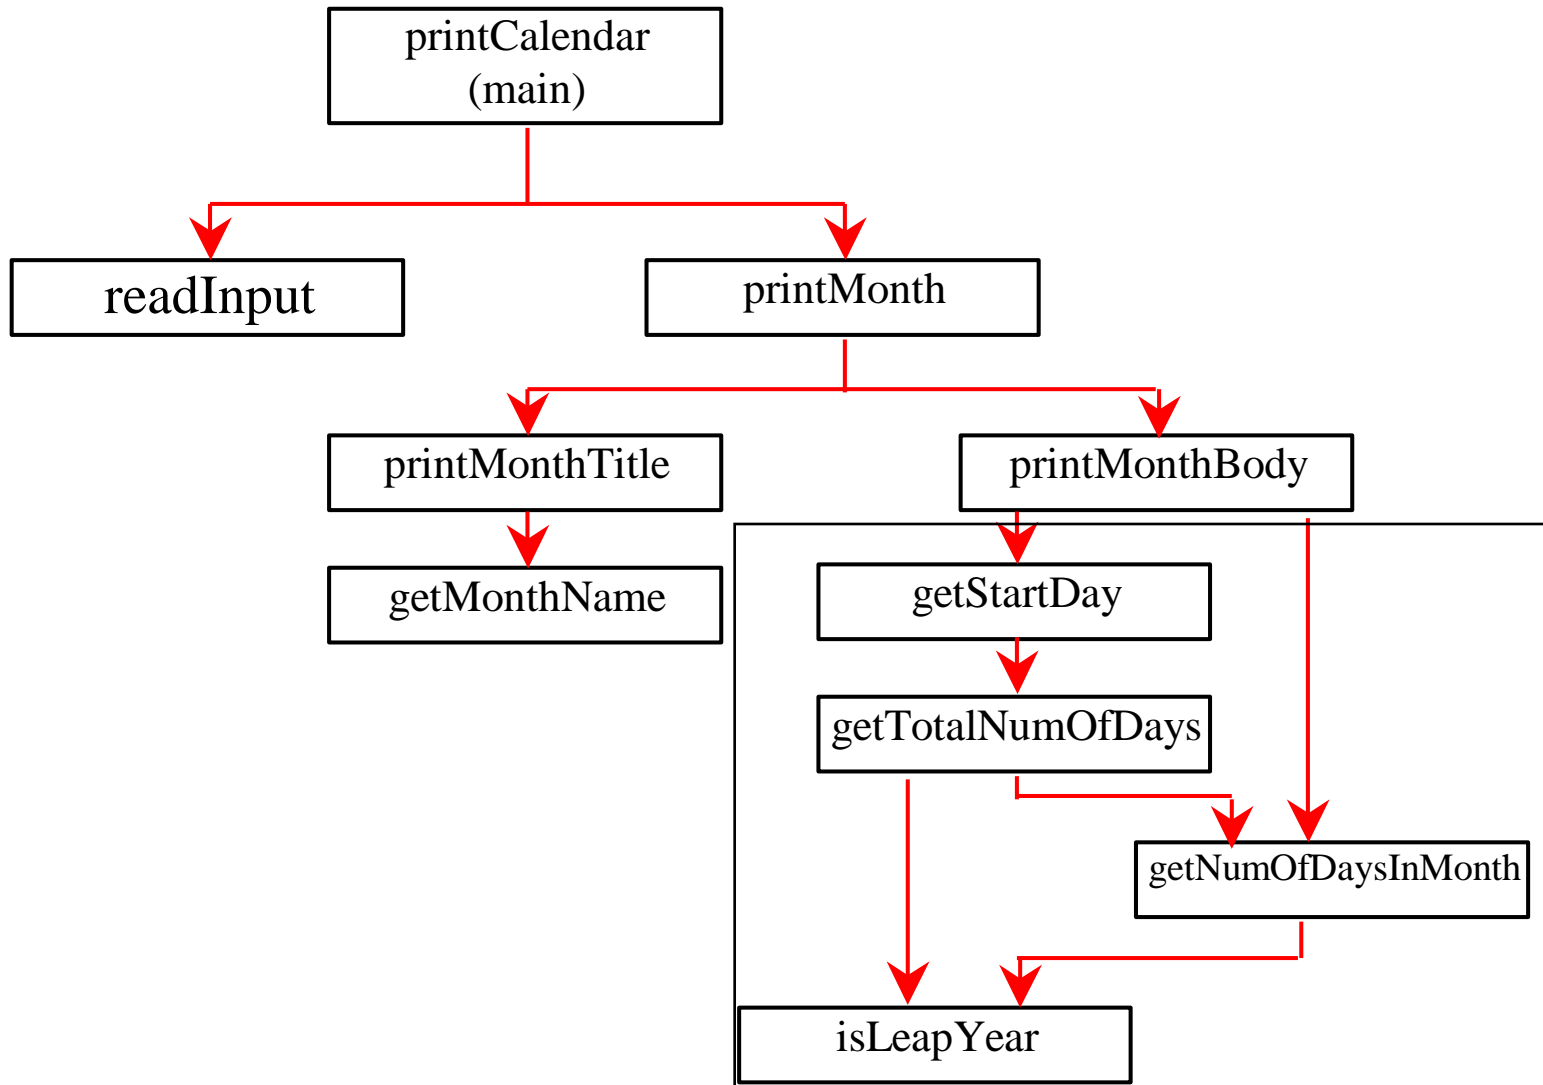 printCalendar
(main)
readInput
printMonth
printMonthTitle
printMonthBody
getMonthName
getStartDay
getTotalNumOfDays
getNumOfDaysInMonth
isLeapYear